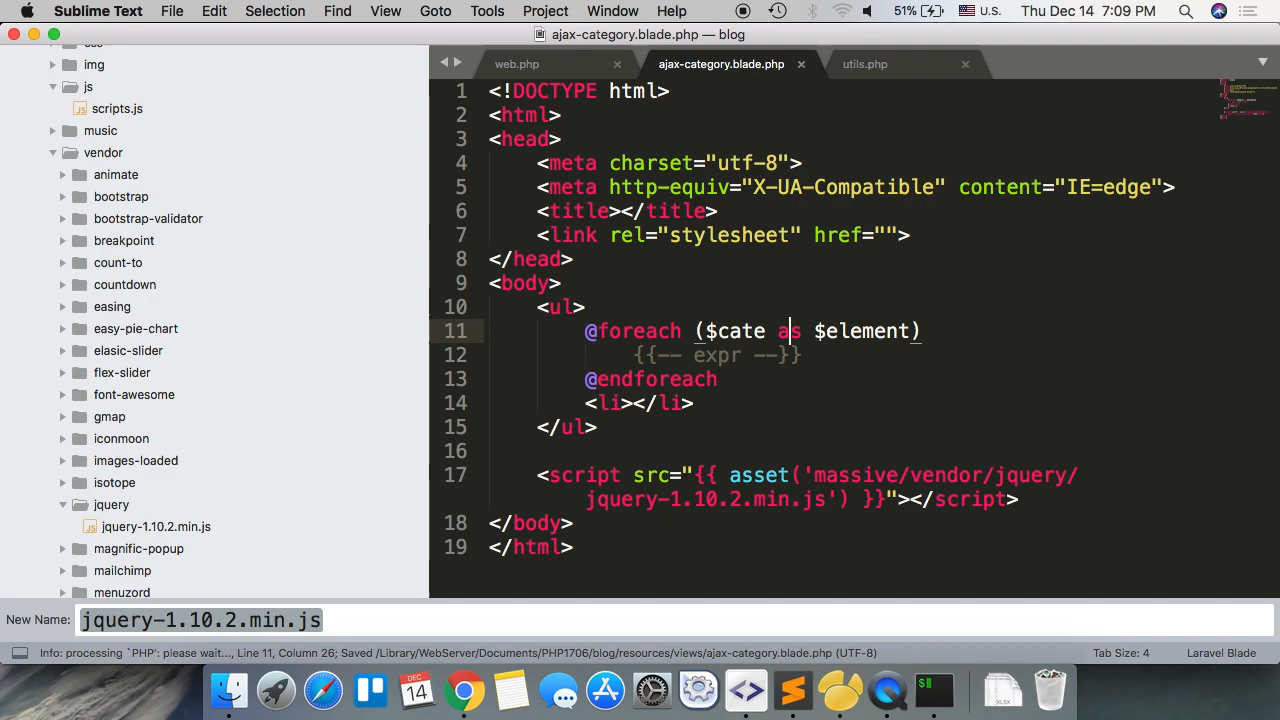 Sublime Text File Edit Selection Find View Goto Tools Project Window Help 51% U.S. Thu Dec 14 7:09 PM
ajax-category.blade.php — blog
img
js
scripts.js
music
vendor
animate
bootstrap
bootstrap-validator
breakpoint
count-to
countdown
easing
easy-pie-chart
elasic-slider
flex-slider
font-awesome
gmap
iconmoon
images-loaded
isotope
jquery
jquery-1.10.2.min.js
magnific-popup
mailchimp
menuzord
web.php × ajax-category.blade.php × utils.php ×
1 <!DOCTYPE html>
2 <html>
3 <head>
4 <meta charset="utf-8">
5 <meta http-equiv="X-UA-Compatible" content="IE=edge">
6 <title></title>
7 <link rel="stylesheet" href="">
8 </head>
9 <body>
10 <ul>
11 @foreach ($cate as $element)
12 {{-- expr --}}
13 @endforeach
14 <li></li>
15 </ul>
16
17 <script src="{{ asset('massive/vendor/jquery/
jquery-1.10.2.min.js') }}"></script>
18 </body>
19 </html>
New Name: jquery-1.10.2.min.js
Info: processing `PHP': please wait..., Line 11, Column 26; Saved /Library/WebServer/Documents/PHP1706/blog/resources/views/ajax-category.blade.php (UTF-8) Tab Size: 4 Laravel Blade
DEC
14
$
XLSX